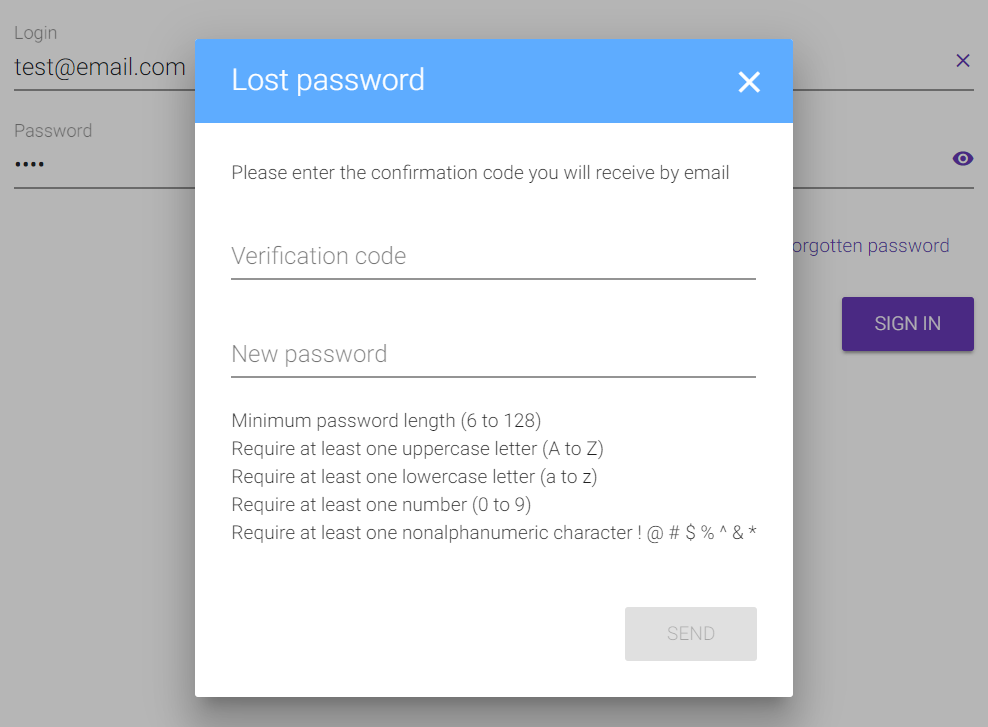 Login
test@email.com
Password
Lost password
Please enter the confirmation code you will receive by email
Verification code
New password
Minimum password length (6 to 128)
Require at least one uppercase letter (A to Z)
Require at least one lowercase letter (a to z)
Require at least one number (0 to 9)
Require at least one nonalphanumeric character ! @ # $ % ^ & *
SEND
orgotten password
SIGN IN